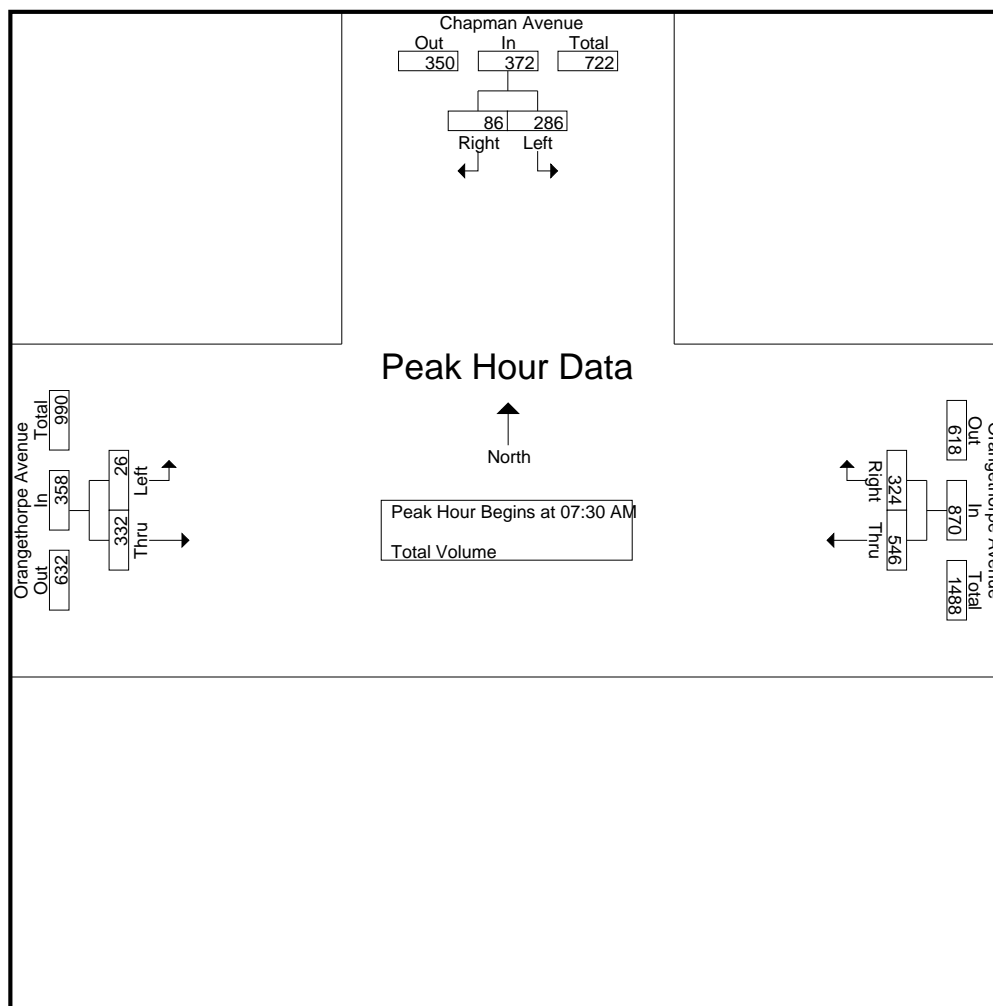 Chapman Avenue
Out In Total
350 372 722
86 286
Right Left
Peak Hour Data
North
Peak Hour Begins at 07:30 AM
Total Volume
Orangethorpe Avenue
Out In Total
632 358 990
26 332
Left Thru
Orangethorpe Avenue
Out In Total
618 870 1488
324 546
Right Thru